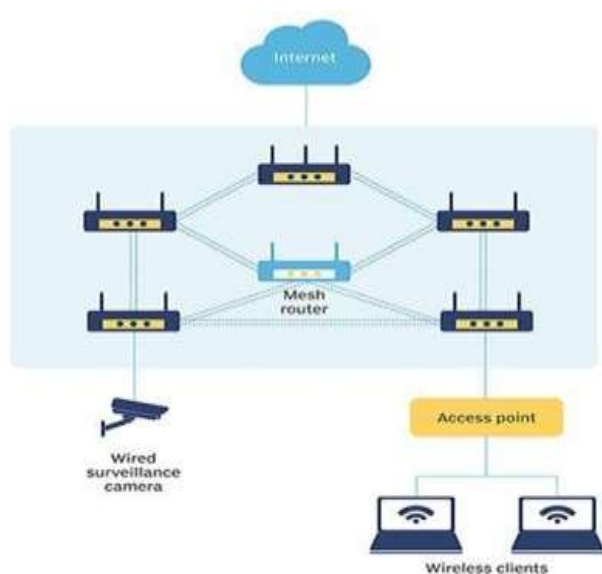 Internet
Mesh
router
Access point
Wired
surveillance
camera
Wireless clients